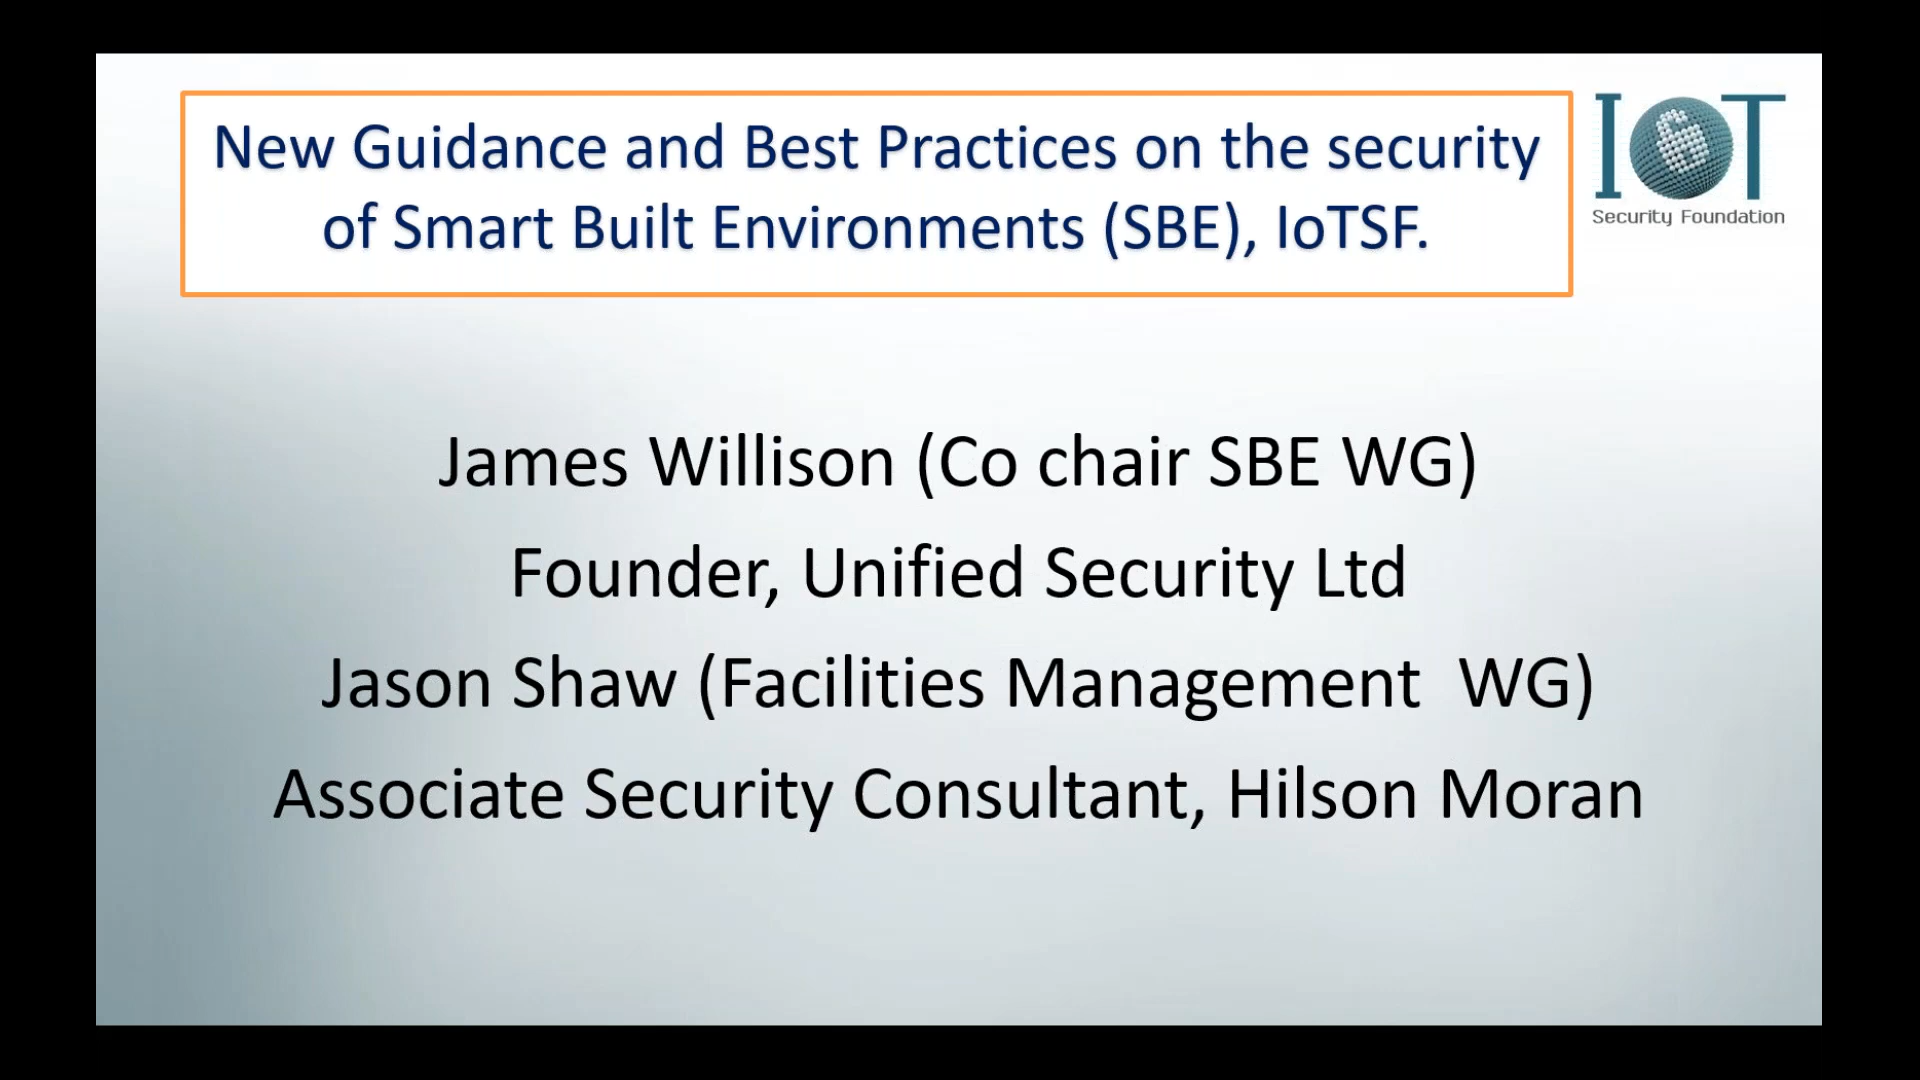 New Guidance and Best Practices on the security
of Smart Built Environments (SBE), IoTSF.
IOT
Security Foundation
James Willison (Co chair SBE WG)
Founder, Unified Security Ltd
Jason Shaw (Facilities Management  WG)
Associate Security Consultant, Hilson Moran